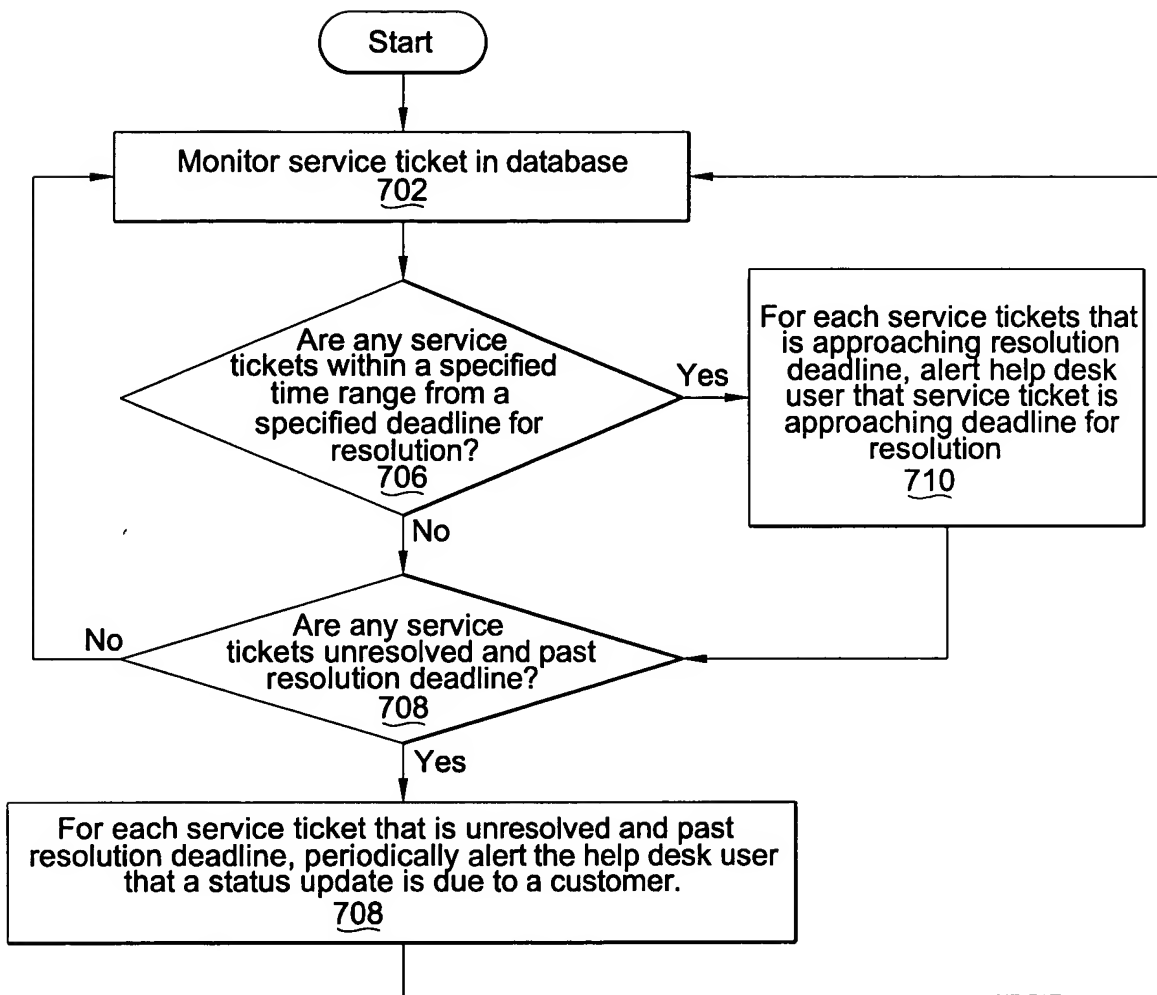 Start
Monitor service ticket in database
702
Are any service
tickets within a specified
time range from a
specified deadline for
resolution?
706
Yes
For each service tickets that
is approaching resolution
deadline, alert help desk
user that service ticket is
approaching deadline for
resolution
710
No
Are any service
tickets unresolved and past
resolution deadline?
708
No
Yes
For each service ticket that is unresolved and past
resolution deadline, periodically alert the help desk user
that a status update is due to a customer.
708